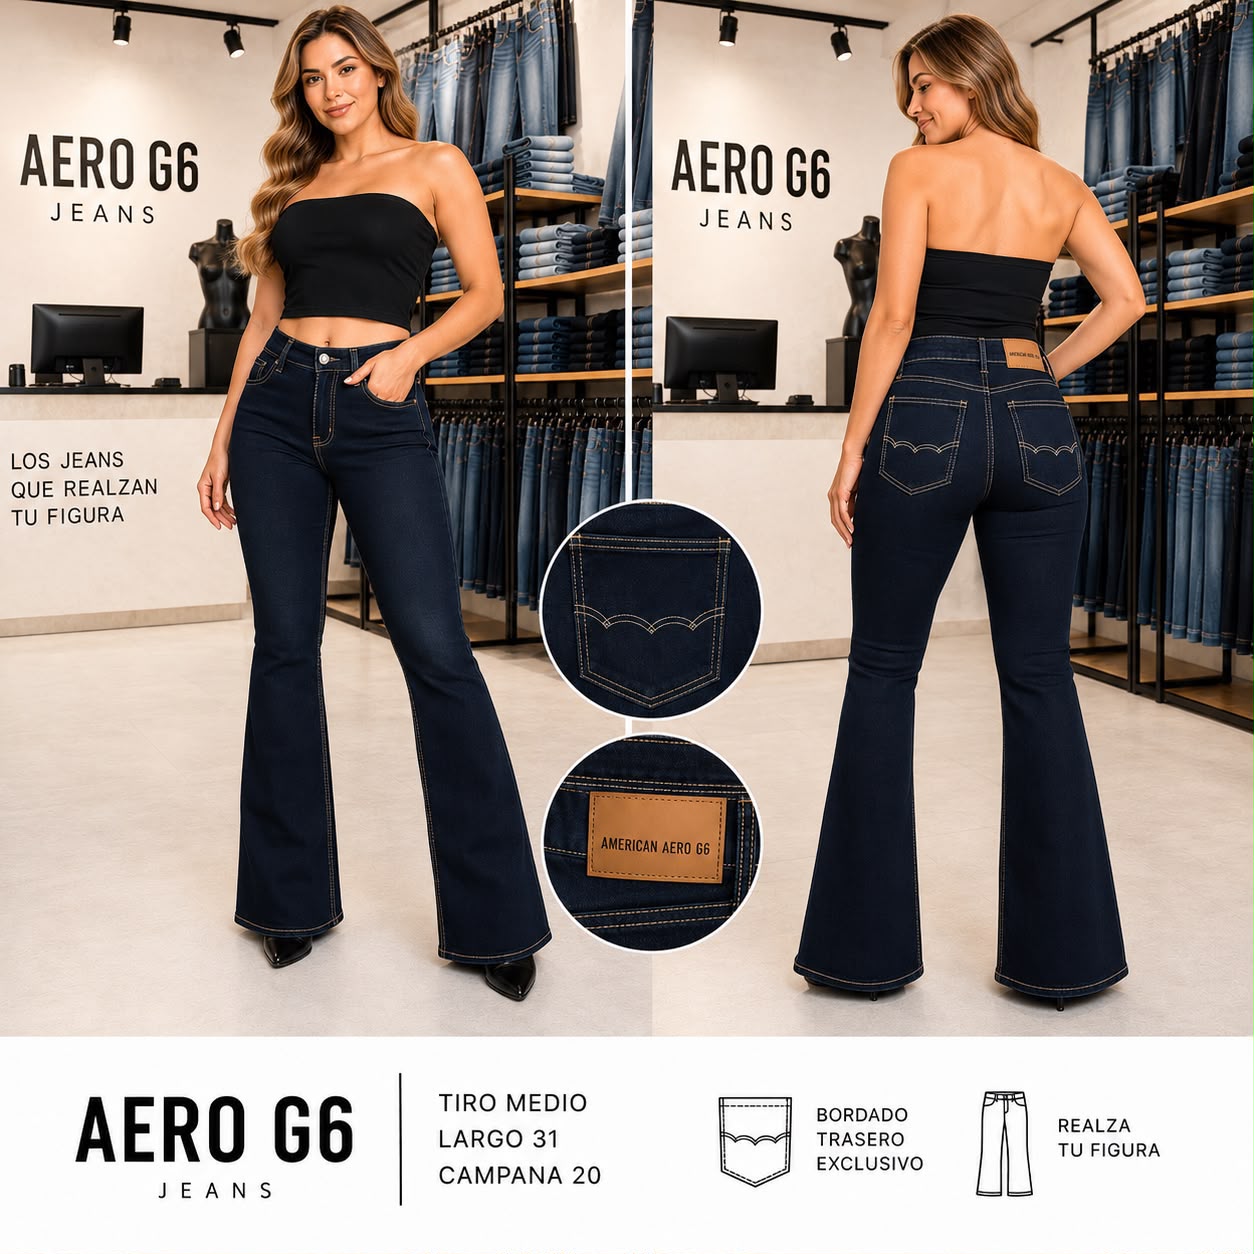 AERO G6
JEANS
LOS JEANS
QUE REALZAN
TU FIGURA
AERO G6
JEANS
AMERICAN AERO G6
AERO G6
JEANS
TIRO MEDIO
LARGO 31
CAMPANA 20
BORDADO
TRASERO
EXCLUSIVO
REALZA
TU FIGURA